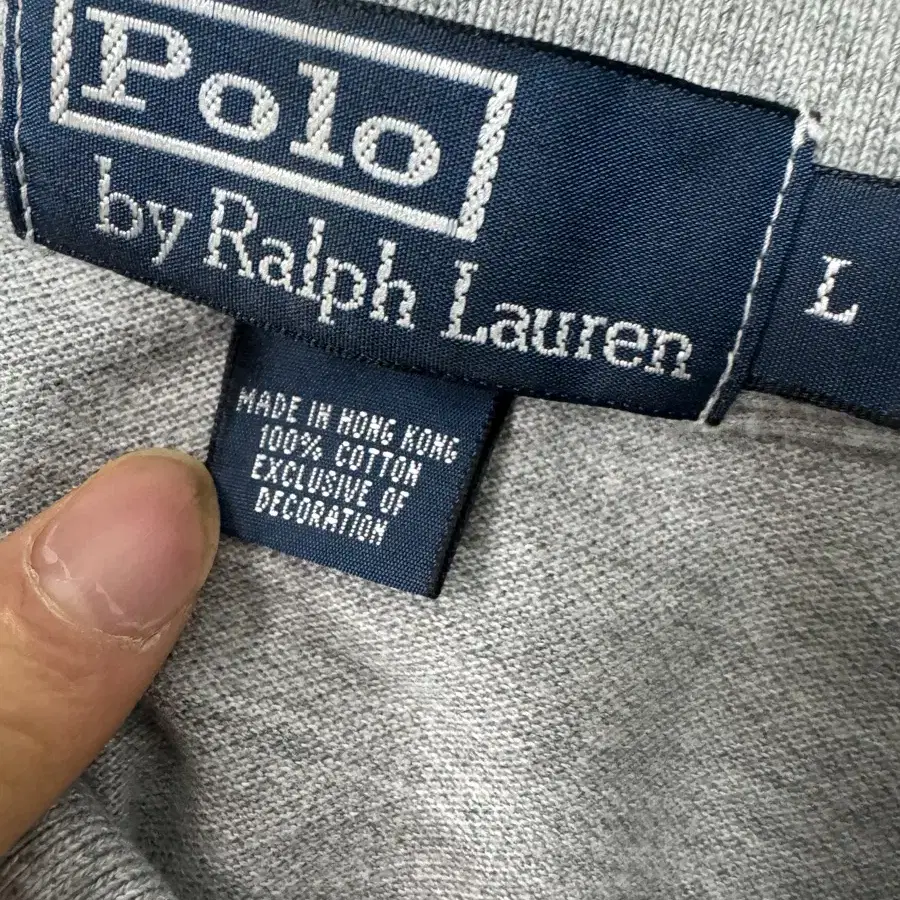 Polo
by Ralph Lauren
L
MADE IN HONG KONG
100% COTTON
EXCLUSIVE OF
DECORATION